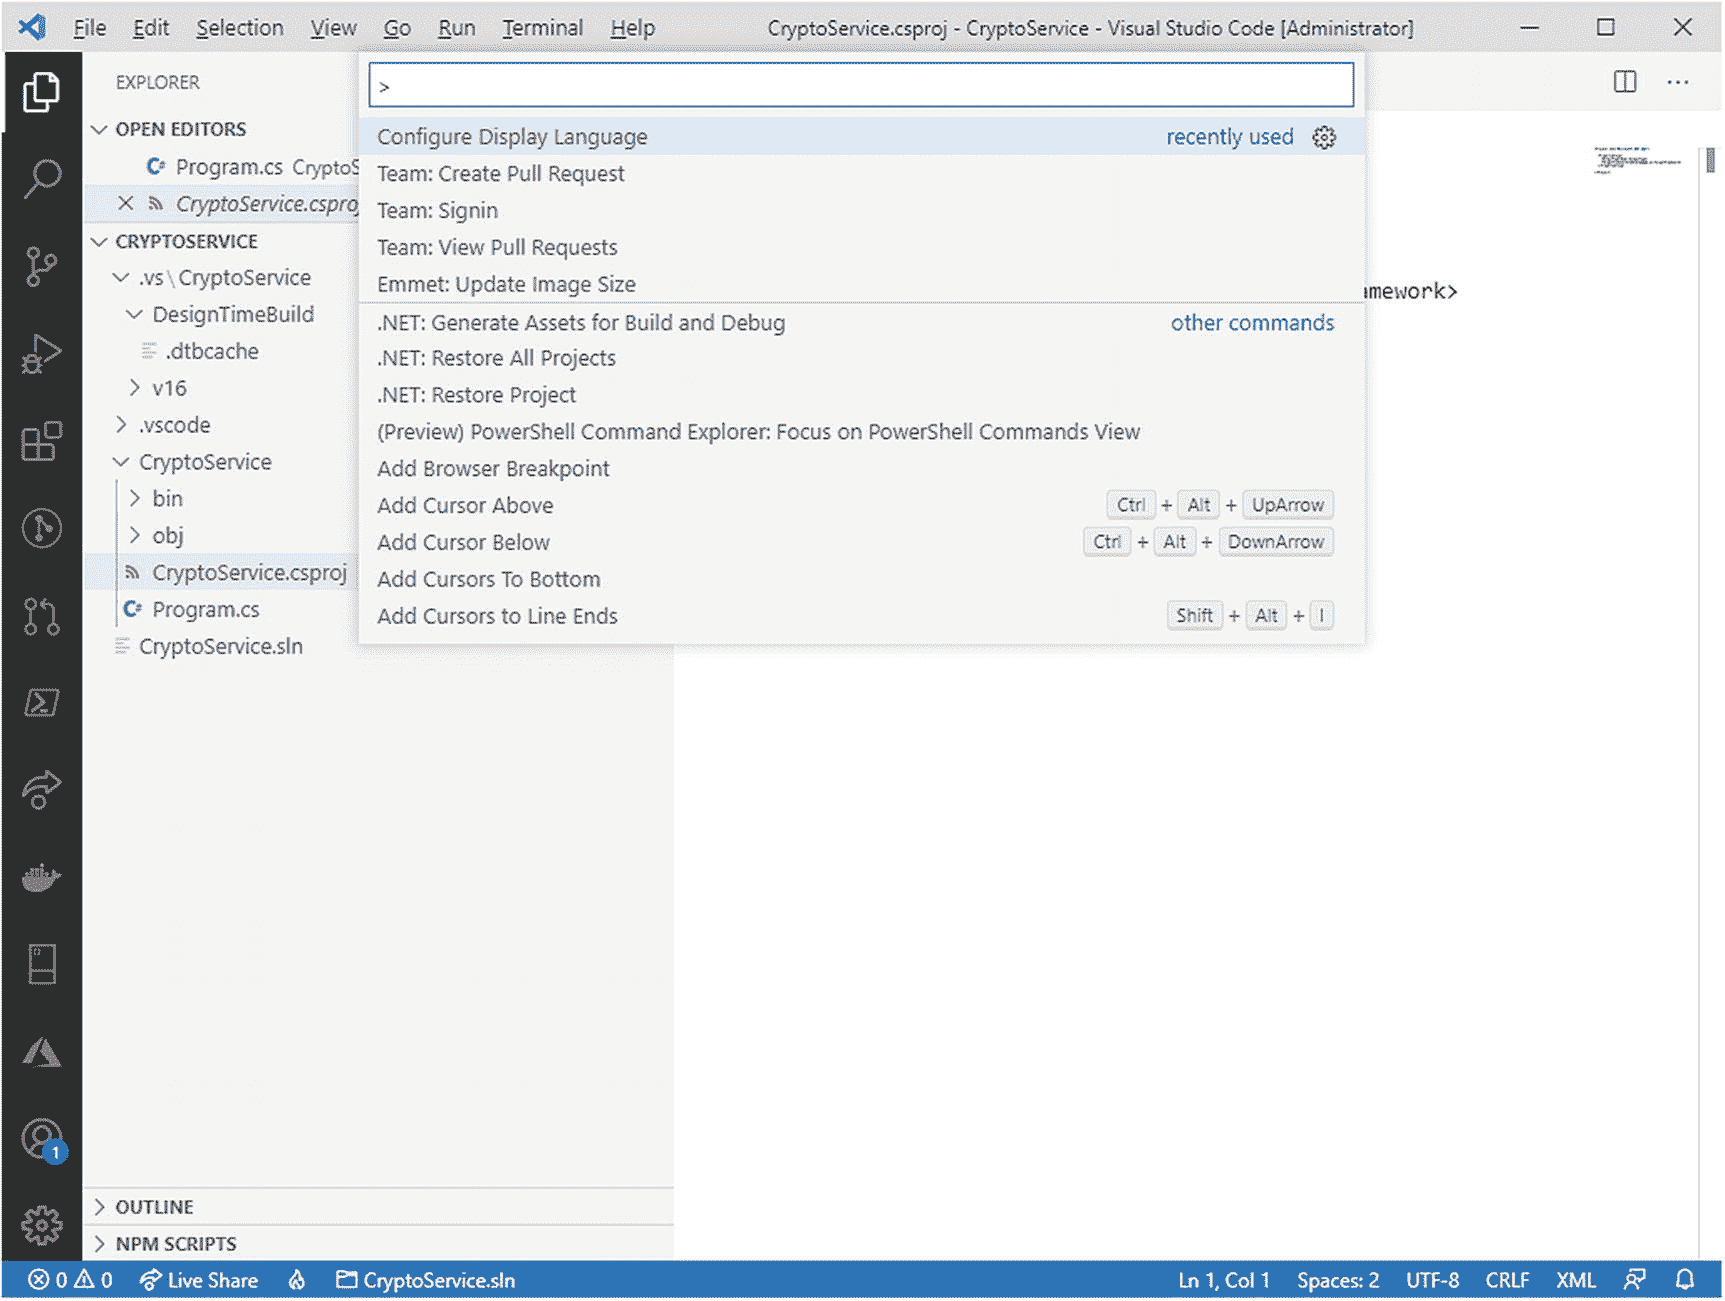 File Edit Selection View Go Run Terminal Help CryptoService.csproj - CryptoService - Visual Studio Code [Administrator]
EXPLORER
>
OPEN EDITORS
Program.cs CryptoS
CryptoService.csproj
CRYPTOSERVICE
.vs\CryptoService
DesignTimeBuild
.dtbcache
v16
.vscode
CryptoService
bin
obj
CryptoService.csproj
Program.cs
CryptoService.sln
Configure Display Language recently used
Team: Create Pull Request
Team: Signin
Team: View Pull Requests
Emmet: Update Image Size
.NET: Generate Assets for Build and Debug other commands
.NET: Restore All Projects
.NET: Restore Project
(Preview) PowerShell Command Explorer: Focus on PowerShell Commands View
Add Browser Breakpoint
Add Cursor Above Ctrl + Alt + UpArrow
Add Cursor Below Ctrl + Alt + DownArrow
Add Cursors To Bottom
Add Cursors to Line Ends Shift + Alt + I
amework>
1
OUTLINE
NPM SCRIPTS
0 0 Live Share CryptoService.sln Ln 1, Col 1 Spaces: 2 UTF-8 CRLF XML